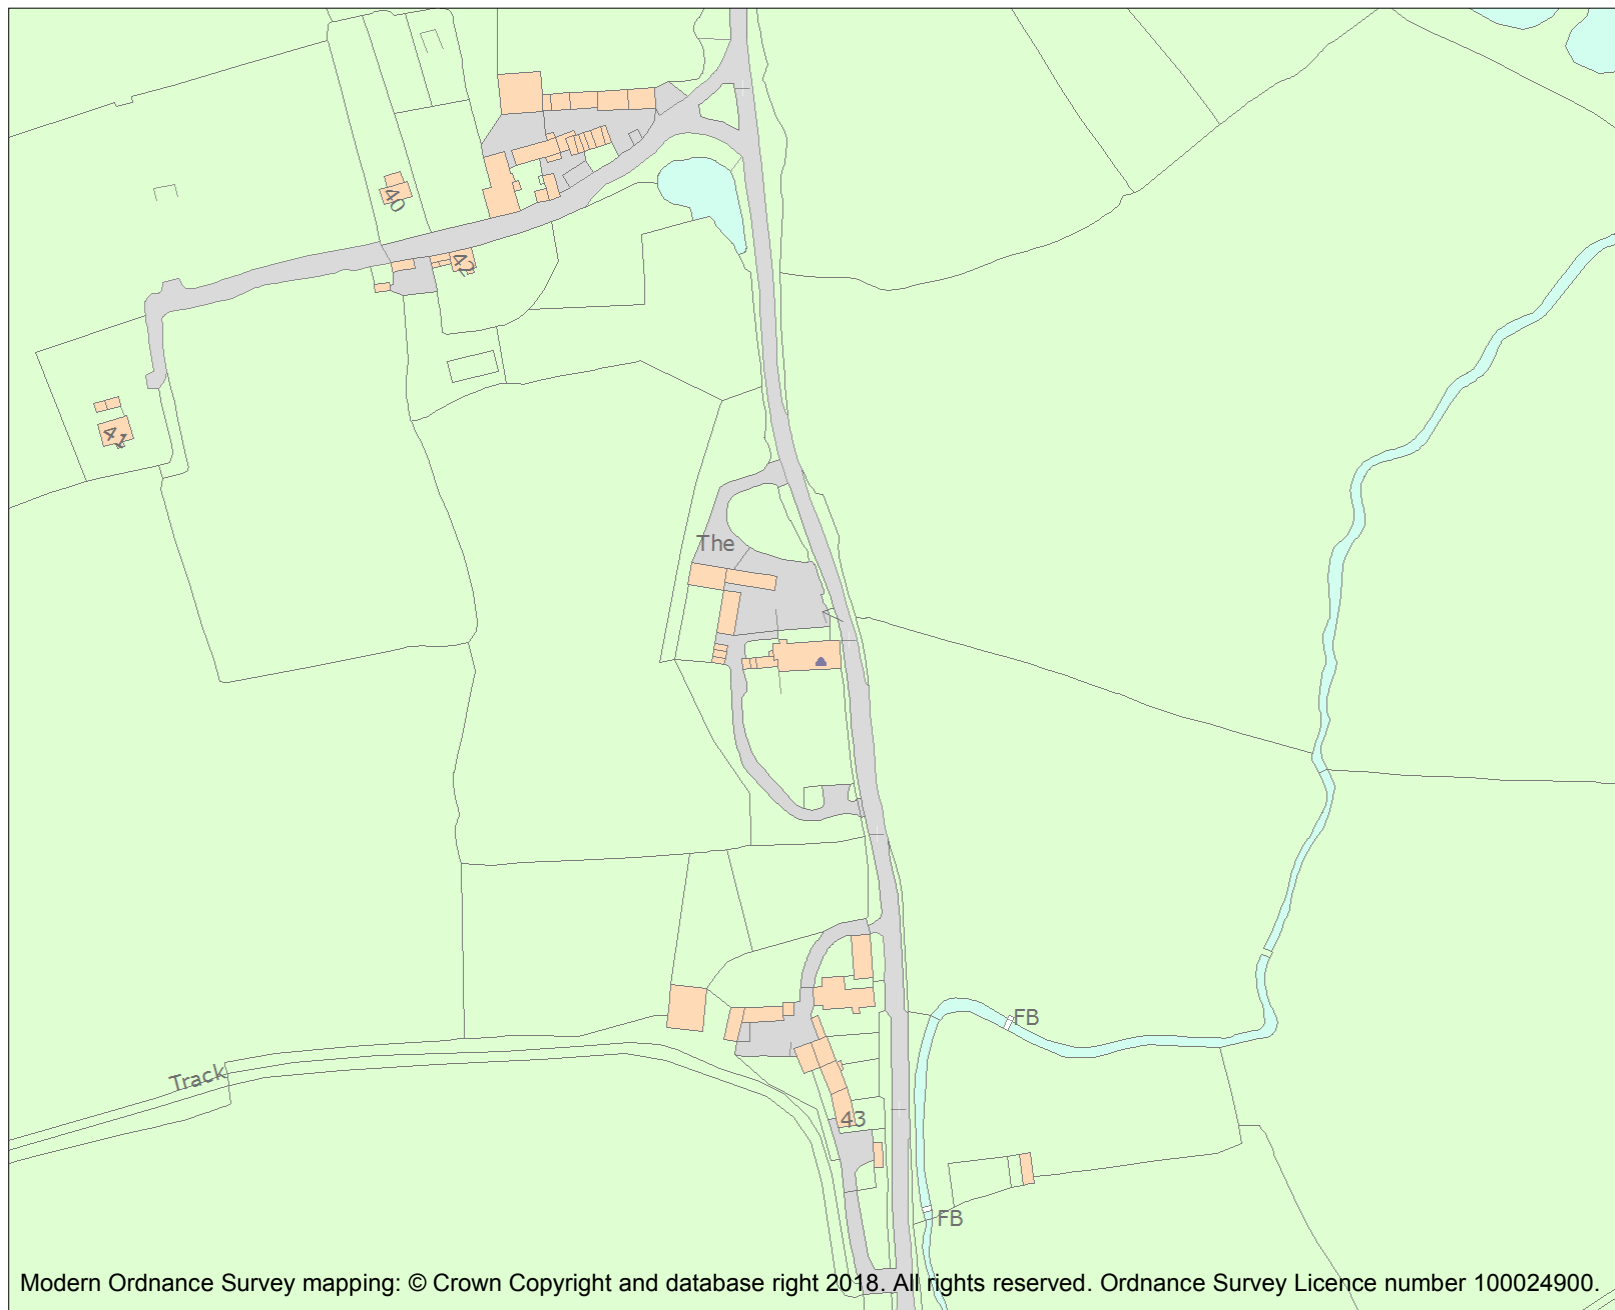 40
42
41
The
FB
Track
43
FB
Modern Ordnance Survey mapping: © Crown Copyright and database right 2018. All rights reserved. Ordnance Survey Licence number 100024900.